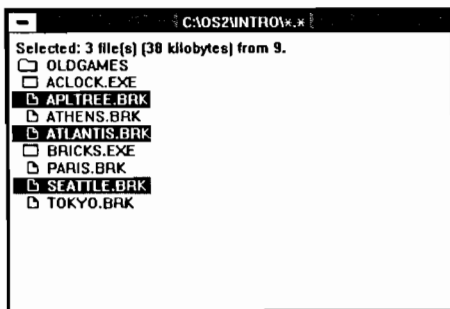 C:\OS2\INTRO\*.*
Selected: 3 file(s) (38 kilobytes) from 9.
OLDGAMES
ACLOCK.EXE
APLTREE.BRK
ATHENS.BRK
ATLANTIS.BRK
BRICKS.EXE
PARIS.BRK
SEATTLE.BRK
TOKYO.BRK